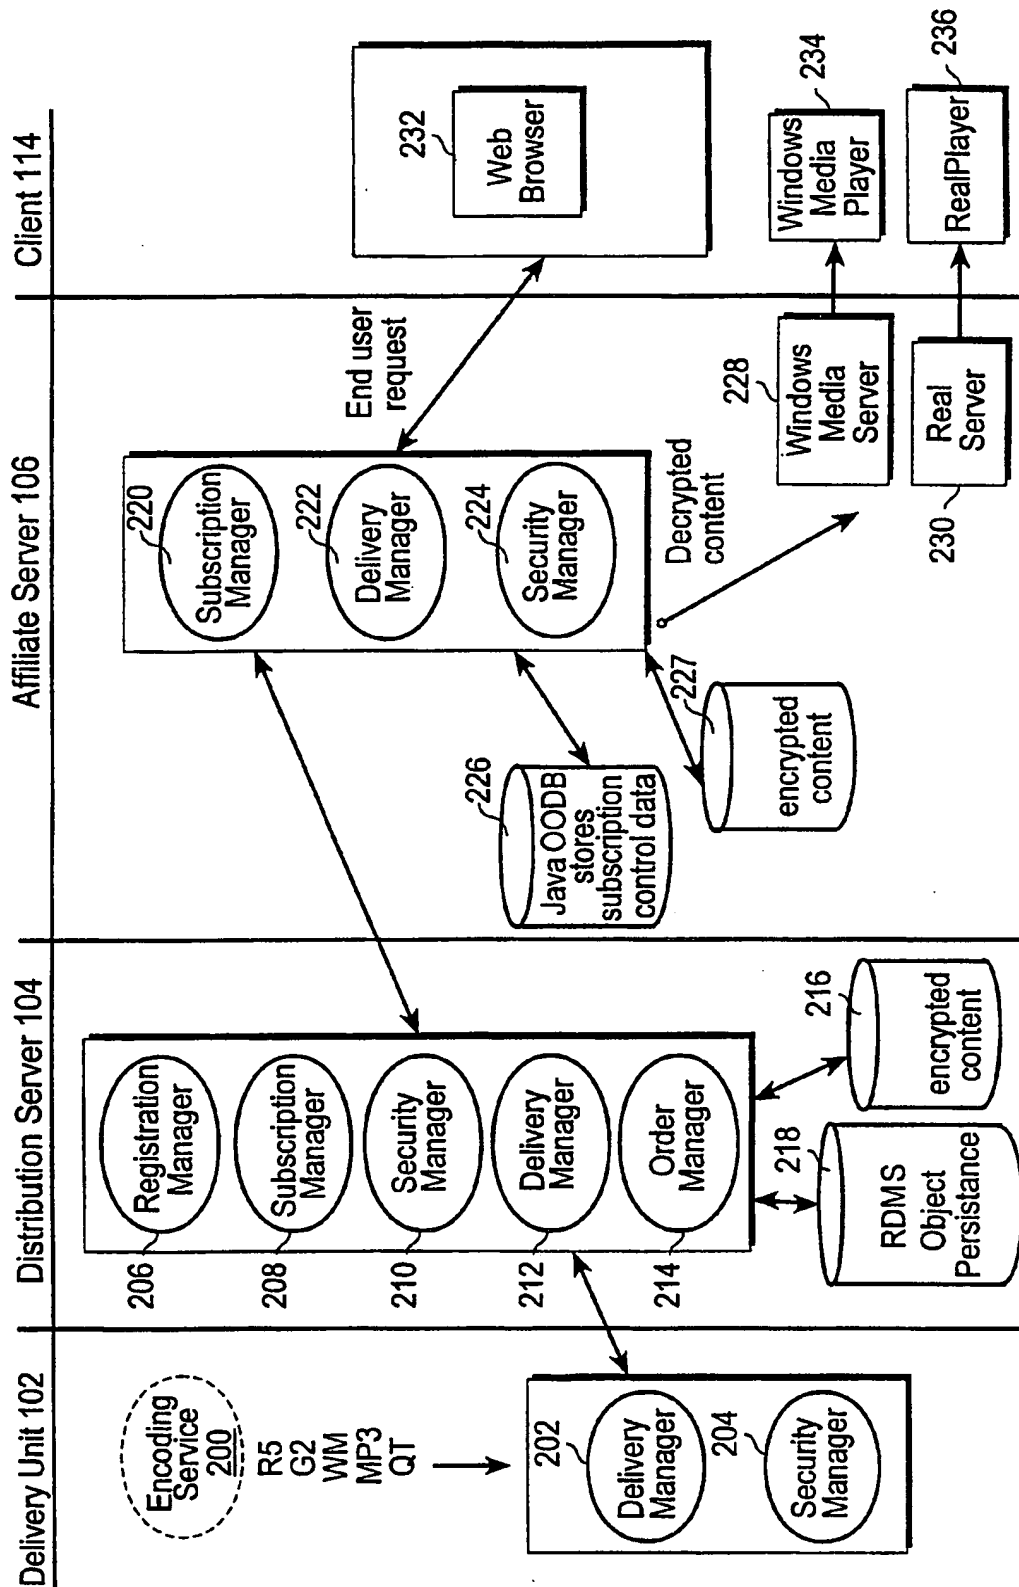 Delivery Unit 102
Encoding
Service
200
R5
G2
WM
MP3
QT
202
Delivery
Manager
204
Security
Manager
Distribution Server 104
206
Registration
Manager
208
Subscription
Manager
210
Security
Manager
212
Delivery
Manager
214
Order
Manager
218
RDMS
Object
Persistance
216
encrypted
content
Affiliate Server 106
220
Subscription
Manager
222
Delivery
Manager
224
Security
Manager
226
Java OODB
stores
subscription
control data
227
encrypted
content
End user
request
Decrypted
content
228
Windows
Media
Server
230
Real
Server
Client 114
232
Web
Browser
234
Windows
Media
Player
236
RealPlayer